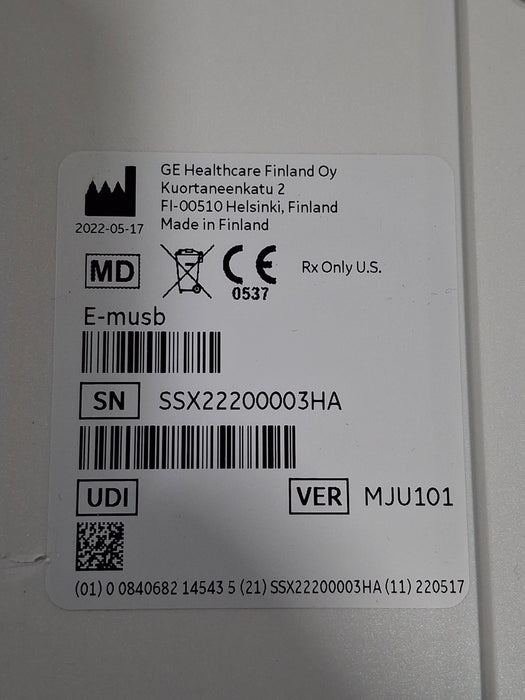 GE Healthcare Finland Oy
Kuortaneenkatu 2
FI-00510 Helsinki, Finland
Made in Finland
2022-05-17
MD
CE
0537
Rx Only U.S.
E-musb
SN SSX22200003HA
UDI
VER MJU101
(01) 0 0840682 14543 5 (21) SSX22200003HA (11) 220517